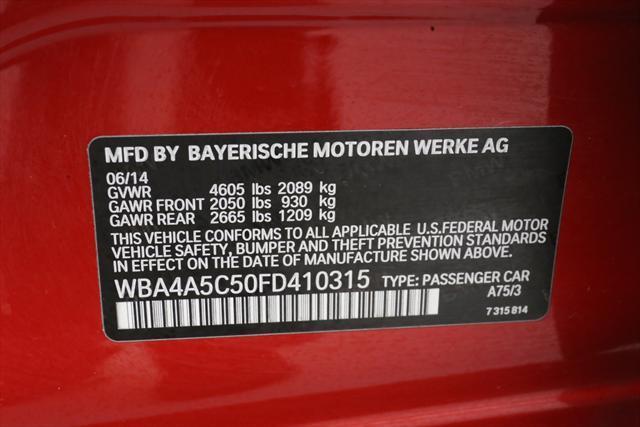 MFD BY BAYERISCHE MOTOREN WERKE AG
06/14
GVWR 4605 lbs 2089 kg
GAWR FRONT 2050 lbs 930 kg
GAWR REAR 2665 lbs 1209 kg
THIS VEHICLE CONFORMS TO ALL APPLICABLE U.S.FEDERAL MOTOR
VEHICLE SAFETY, BUMPER AND THEFT PREVENTION STANDARDS
IN EFFECT ON THE DATE OF MANUFACTURE SHOWN ABOVE.
WBA4A5C50FD410315 TYPE: PASSENGER CAR
A75/3
7 315 814